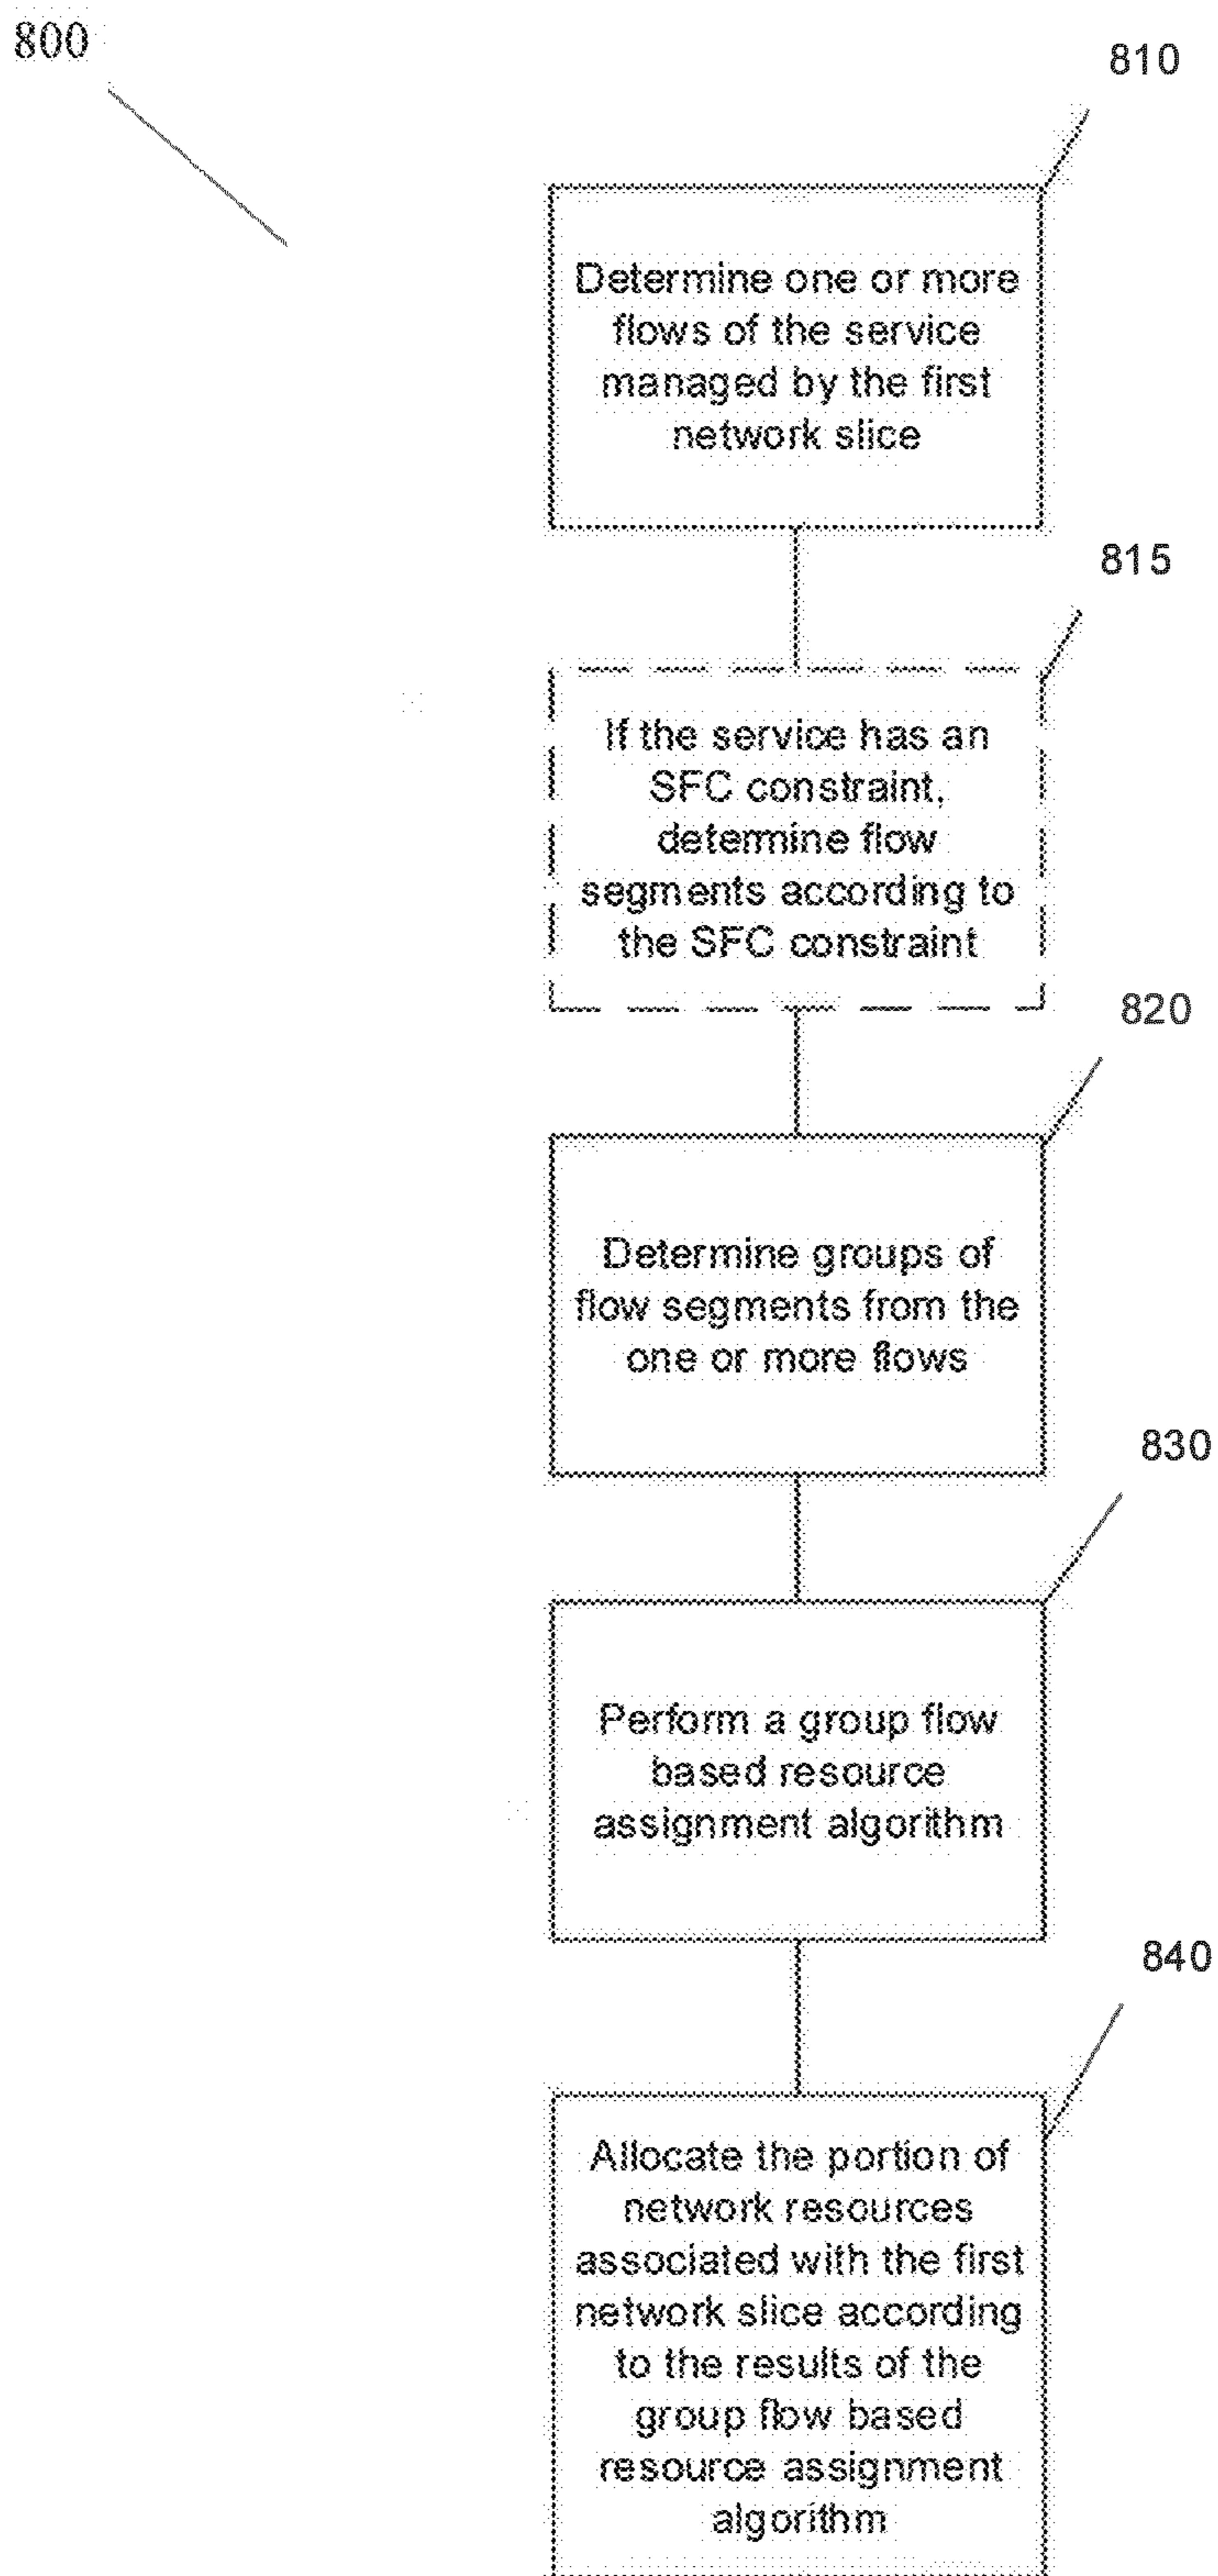 800
810
Determine one or more
flows of the service
managed by the first
network slice
815
If the service has an
SFC constraint,
determine flow
segments according to
the SFC constraint
820
Determine groups of
flow segments from the
one or more flows
830
Perform a group flow
based resource
assignment algorithm
840
Allocate the portion of
network resources
associated with the first
network slice according
to the results of the
group flow based
resource assignment
algorithm